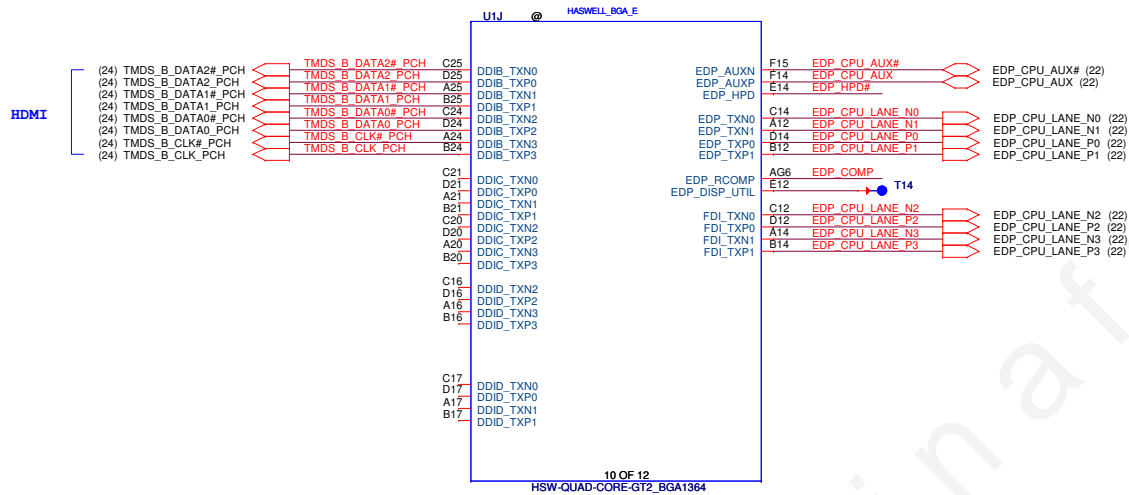 U1J @ HASWELL_BGA_E
HDMI
(24) TMDS_B_DATA2#_PCH TMDS_B_DATA2#_PCH C25 DDIB_TXN0
(24) TMDS_B_DATA2_PCH TMDS_B_DATA2_PCH D25 DDIB_TXP0
(24) TMDS_B_DATA1#_PCH TMDS_B_DATA1#_PCH A25 DDIB_TXN1
(24) TMDS_B_DATA1_PCH TMDS_B_DATA1_PCH B25 DDIB_TXP1
(24) TMDS_B_DATA0#_PCH TMDS_B_DATA0#_PCH C24 DDIB_TXN2
(24) TMDS_B_DATA0_PCH TMDS_B_DATA0_PCH D24 DDIB_TXP2
(24) TMDS_B_CLK#_PCH TMDS_B_CLK#_PCH A24 DDIB_TXN3
(24) TMDS_B_CLK_PCH TMDS_B_CLK_PCH B24 DDIB_TXP3
C21 DDIC_TXN0
D21 DDIC_TXP0
A21 DDIC_TXN1
B21 DDIC_TXP1
C20 DDIC_TXN2
D20 DDIC_TXP2
A20 DDIC_TXN3
B20 DDIC_TXP3
C16 DDID_TXN2
D16 DDID_TXP2
A16 DDID_TXN3
B16 DDID_TXP3
C17 DDID_TXN0
D17 DDID_TXP0
A17 DDID_TXN1
B17 DDID_TXP1
EDP_AUXN F15 EDP_CPU_AUX# EDP_CPU_AUX# (22)
EDP_AUXP F14 EDP_CPU_AUX EDP_CPU_AUX (22)
EDP_HPD E14 EDP_HPD#
EDP_TXN0 C14 EDP_CPU_LANE_N0 EDP_CPU_LANE_N0 (22)
EDP_TXN1 A12 EDP_CPU_LANE_N1 EDP_CPU_LANE_N1 (22)
EDP_TXP0 D14 EDP_CPU_LANE_P0 EDP_CPU_LANE_P0 (22)
EDP_TXP1 B12 EDP_CPU_LANE_P1 EDP_CPU_LANE_P1 (22)
EDP_RCOMP AG6 EDP_COMP
EDP_DISP_UTIL E12 T14
FDI_TXN0 C12 EDP_CPU_LANE_N2 EDP_CPU_LANE_N2 (22)
FDI_TXP0 D12 EDP_CPU_LANE_P2 EDP_CPU_LANE_P2 (22)
FDI_TXN1 A14 EDP_CPU_LANE_N3 EDP_CPU_LANE_N3 (22)
FDI_TXP1 B14 EDP_CPU_LANE_P3 EDP_CPU_LANE_P3 (22)
10 OF 12
HSW-QUAD-CORE-GT2_BGA1364
inaf